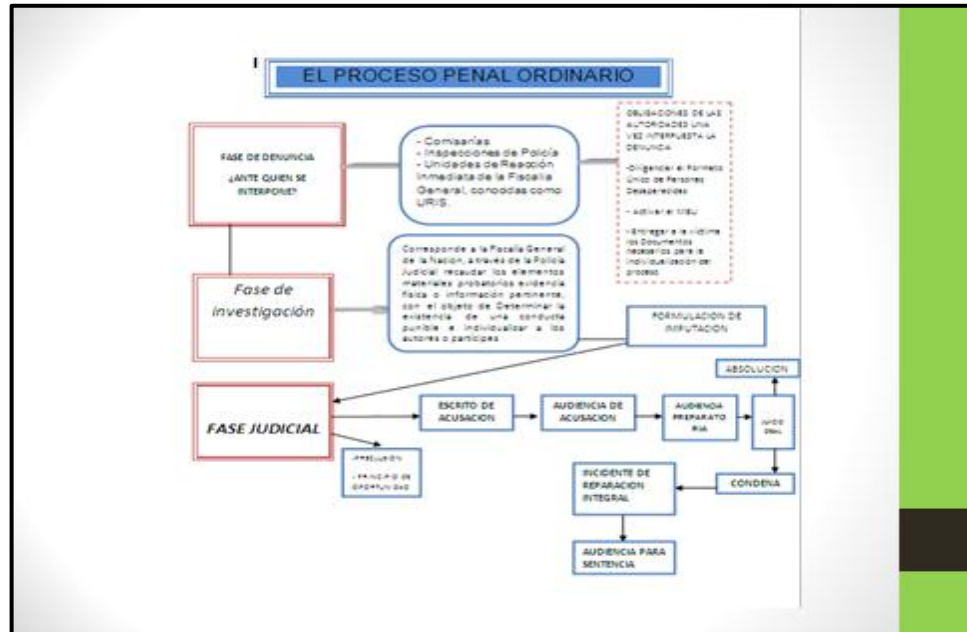 EL PROCESO PENAL ORDINARIO
FASE DE DENUNCIA
¿ANTE QUIEN SE
INTERPONE?
- Comisarías
- Inspecciones de Policía
- Unidades de Reacción
Inmediata de la Fiscalía
General, conocidas como
URIS.
OBLIGACIONES DE LAS
AUTORIDADES UNA
VEZ INTERPUESTA LA
DENUNCIA
-Diligenciar el Formato
Único de Personas
Desaparecidas
- Activar el
- Entregar a la víctima
los Documentos
necesarios para la
individualización del
proceso
Fase de
investigación
Corresponde a la Fiscalía General
de la Nación, a través de la Policía
Judicial recaudar los elementos
materiales probatorios evidencia
física o información pertinente,
con el objeto de Determinar la
existencia de una conducta
punible e individualizar a los
autores o partícipes
FORMULACION DE
IMPUTACION
FASE JUDICIAL
ESCRITO DE
ACUSACION
AUDIENCIA DE
ACUSACION
AUDIENCIA
PREPARATO
RIA
JUICIO
ORAL
ABSOLUCION
-PRECLUSION
- PRINCIPIO DE
OPORTUNIDAD
CONDENA
INCIDENTE DE
REPARACION
INTEGRAL
AUDIENCIA PARA
SENTENCIA